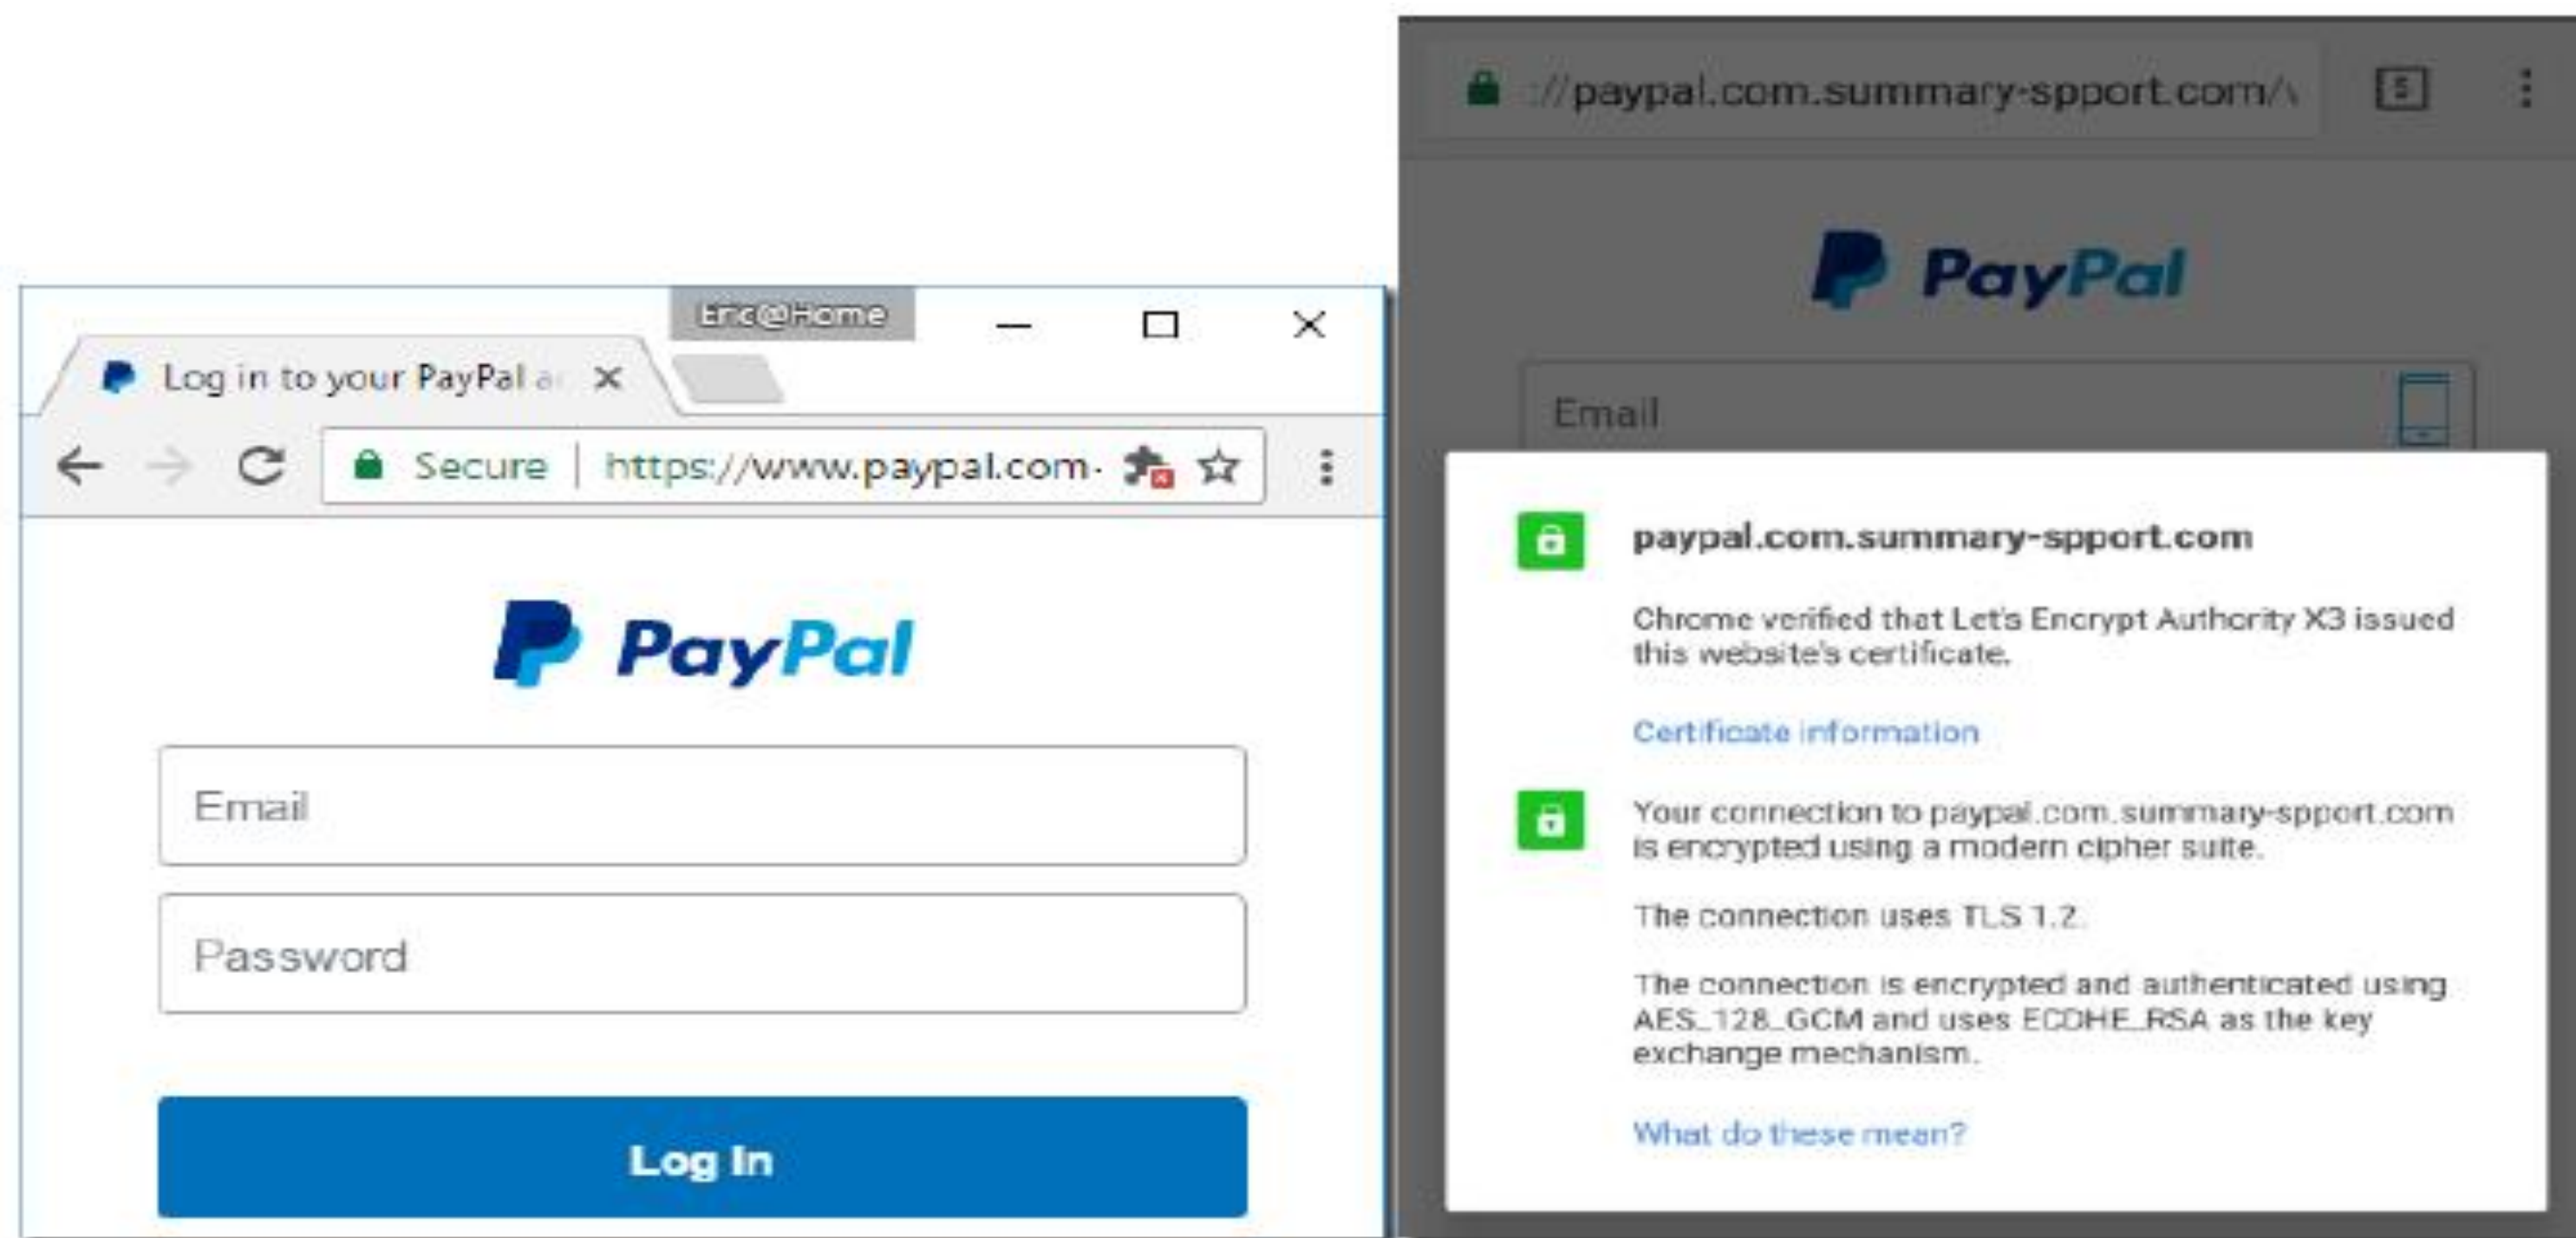 Eric@Home
Log in to your PayPal a
Secure | https://www.paypal.com-
PayPal
Email
Password
Log In
://paypal.com.summary-spport.com/
PayPal
Email
paypal.com.summary-spport.com
Chrome verified that Let's Encrypt Authority X3 issued
this website's certificate.
Certificate information
Your connection to paypal.com.summary-spport.com
is encrypted using a modern cipher suite.
The connection uses TLS 1.2.
The connection is encrypted and authenticated using
AES_128_GCM and uses ECDHE_RSA as the key
exchange mechanism.
What do these mean?